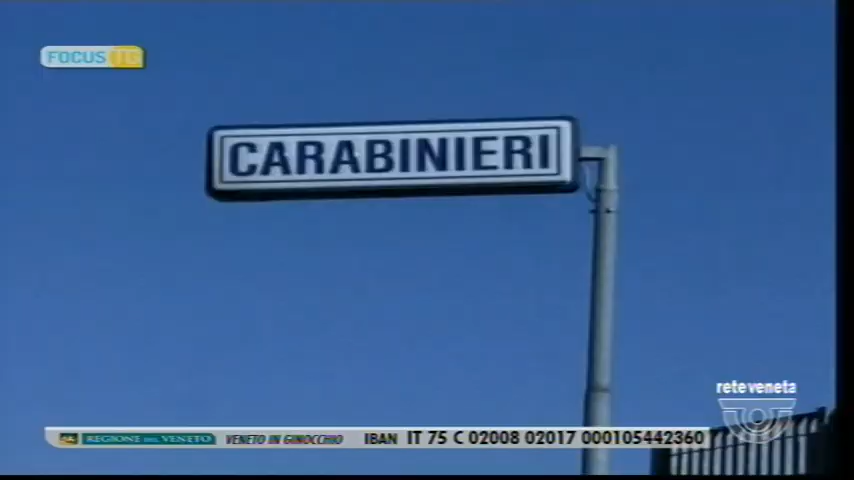 FOCUS TG
CARABINIERI
reteveneta
REGIONE DEL VENETO VENETO IN GINOCCHIO IBAN IT 75 C 02008 02017 000105442360